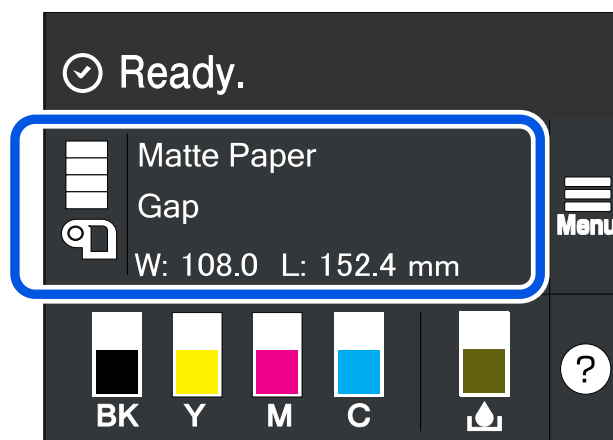 Ready.
Matte Paper
Gap
W: 108.0 L: 152.4 mm
Menu
BK Y M C
?